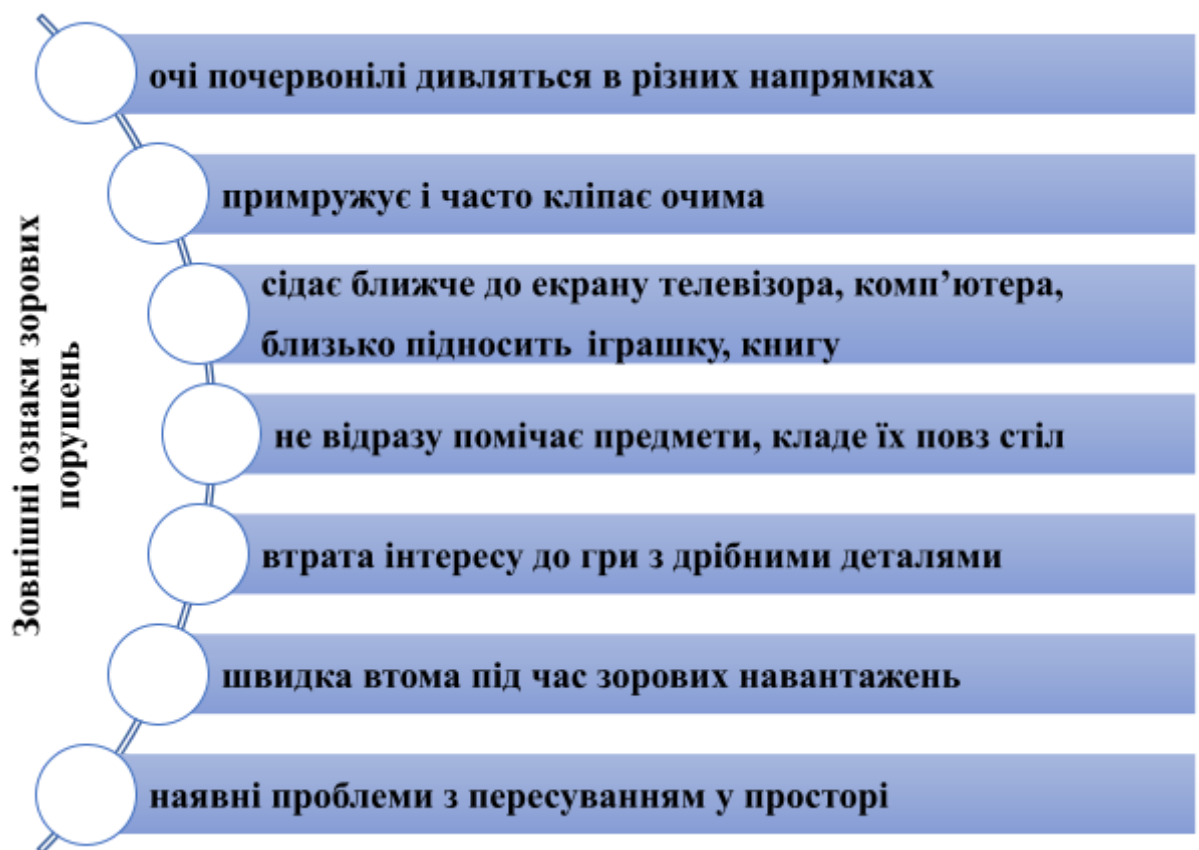 Зовнішні ознаки зорових
порушень
очі почервонілі дивляться в різних напрямках
примружує і часто кліпає очима
сідає ближче до екрану телевізора, комп’ютера,
близько підносить іграшку, книгу
не відразу помічає предмети, кладе їх повз стіл
втрата інтересу до гри з дрібними деталями
швидка втома під час зорових навантажень
наявні проблеми з пересуванням у просторі